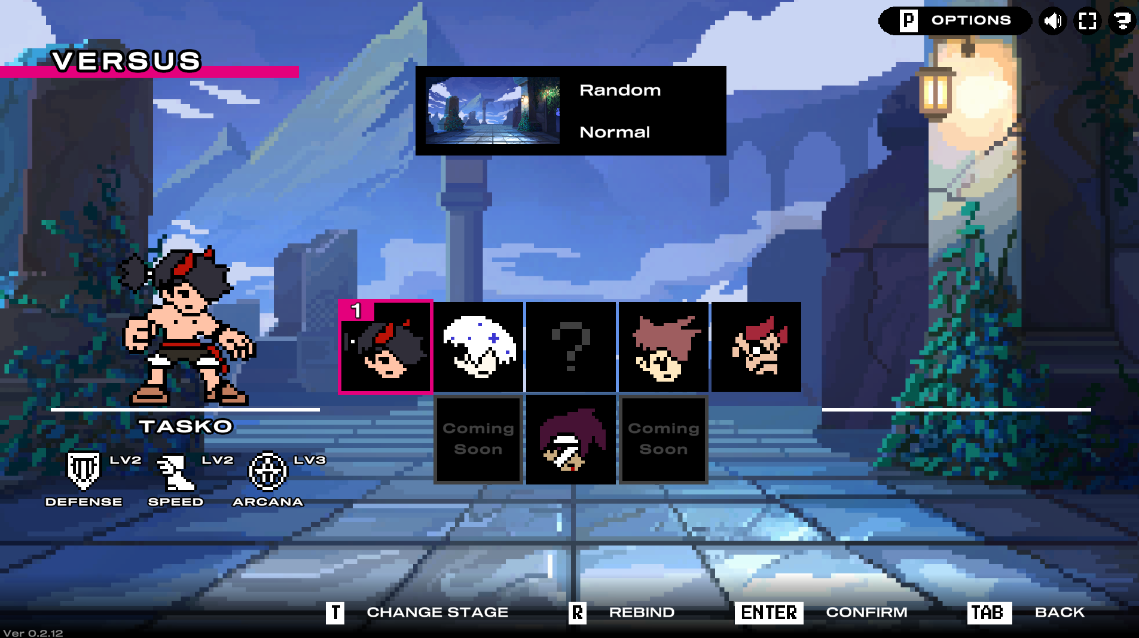 P OPTIONS ?
VERSUS
Random
Normal
1
?
Coming
Soon
Coming
Soon
TASKO
LV2 LV2 LV3
DEFENSE SPEED ARCANA
T CHANGE STAGE R REBIND ENTER CONFIRM TAB BACK
Ver 0.2.12